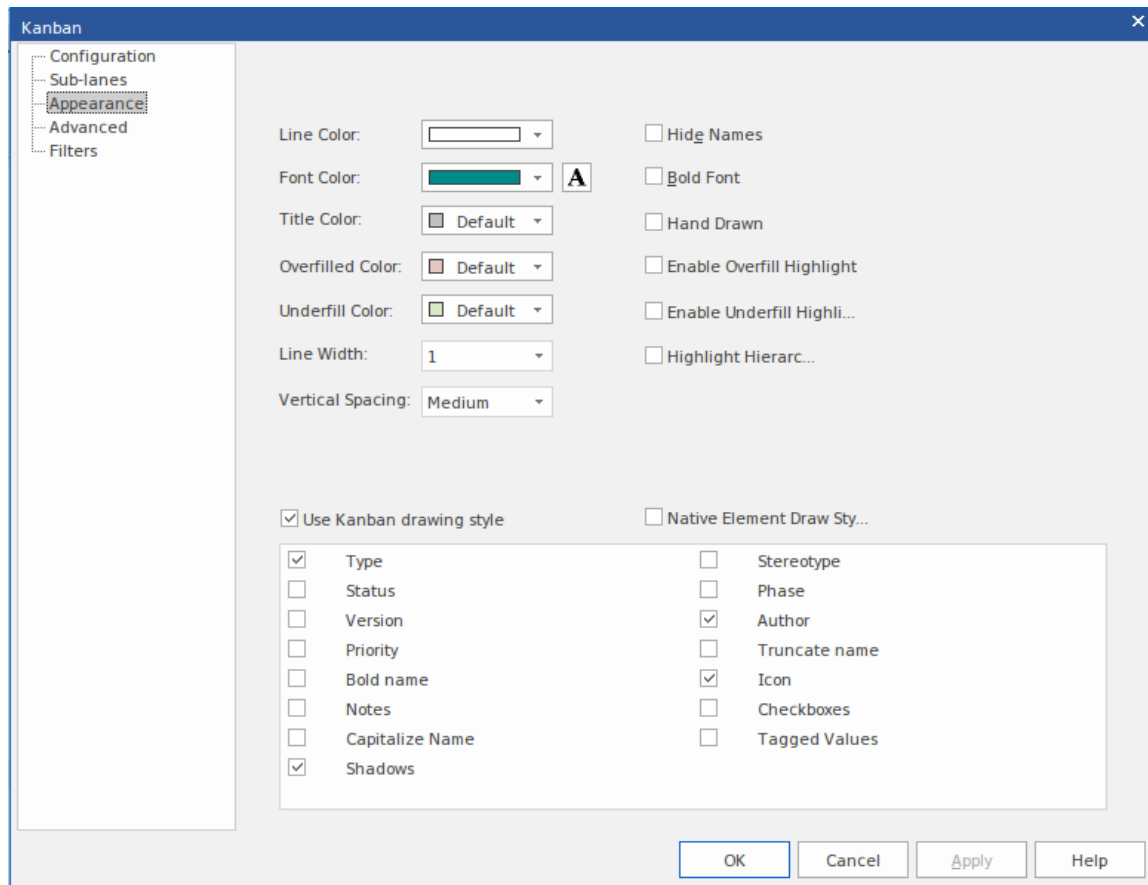 Kanban
Configuration
Sub-lanes
Appearance
Advanced
Filters
Line Color:
Hide Names
Font Color:
A
Bold Font
Title Color:
Default
Hand Drawn
Overfilled Color:
Default
Enable Overfill Highlight
Underfill Color:
Default
Enable Underfill Highli...
Line Width:
1
Highlight Hierarc...
Vertical Spacing:
Medium
Use Kanban drawing style
Native Element Draw Sty...
Type
Stereotype
Status
Phase
Version
Author
Priority
Truncate name
Bold name
Icon
Notes
Checkboxes
Capitalize Name
Tagged Values
Shadows
OK
Cancel
Apply
Help